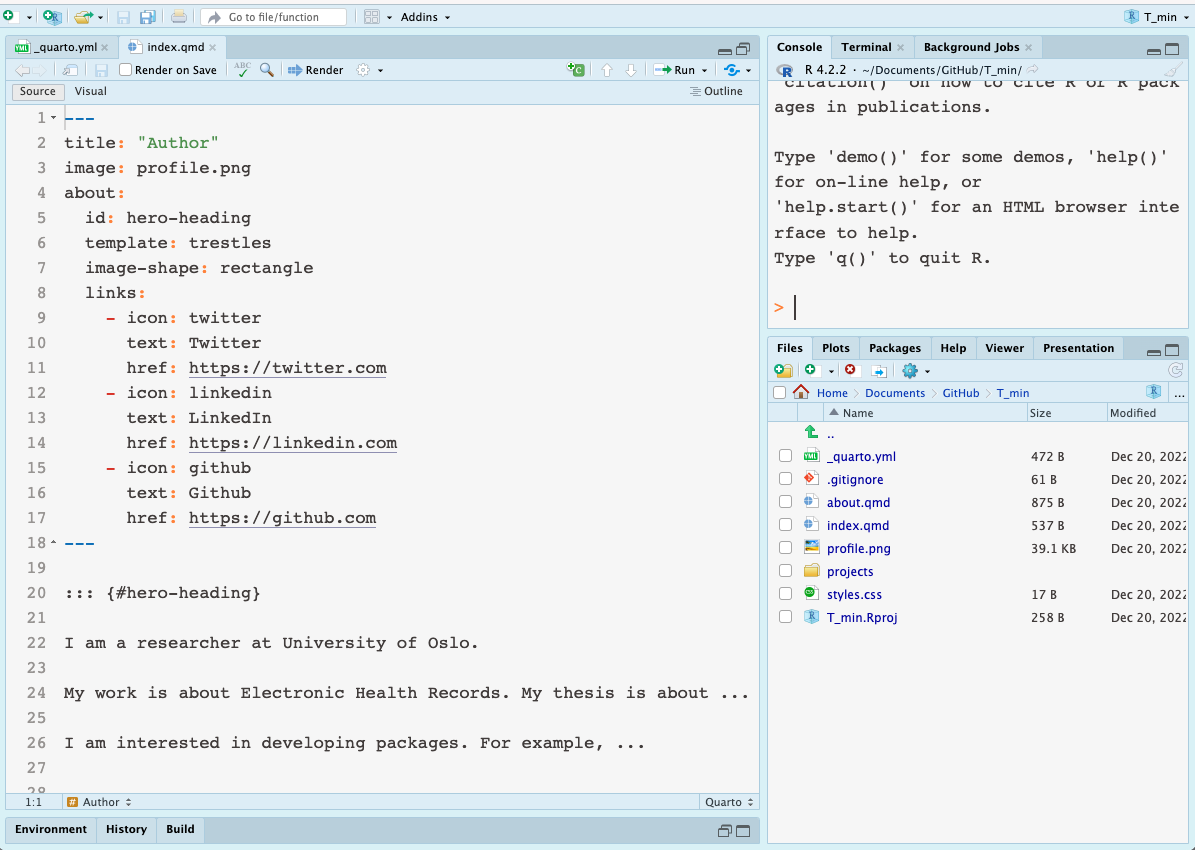 Go to file/function
Addins
T_min
_quarto.yml
index.qmd
Render on Save
ABC
Render
Run
Source
Visual
Outline
1 ---
2 title: "Author"
3 image: profile.png
4 about:
5 id: hero-heading
6 template: trestles
7 image-shape: rectangle
8 links:
9 - icon: twitter
10 text: Twitter
11 href: https://twitter.com
12 - icon: linkedin
13 text: LinkedIn
14 href: https://linkedin.com
15 - icon: github
16 text: Github
17 href: https://github.com
18 ---
19
20 ::: {#hero-heading}
21
22 I am a researcher at University of Oslo.
23
24 My work is about Electronic Health Records. My thesis is about ...
25
26 I am interested in developing packages. For example, ...
27
28
1:1
# Author
Quarto
Environment
History
Build
Console
Terminal
Background Jobs
R 4.2.2 · ~/Documents/GitHub/T_min/
'citation()' on how to cite R or R pack
ages in publications.
Type 'demo()' for some demos, 'help()'
for on-line help, or
'help.start()' for an HTML browser inte
rface to help.
Type 'q()' to quit R.
>
Files
Plots
Packages
Help
Viewer
Presentation
Home
Documents
GitHub
T_min
...
Name
Size
Modified
..
_quarto.yml 472 B Dec 20, 2022
.gitignore 61 B Dec 20, 2022
about.qmd 875 B Dec 20, 2022
index.qmd 537 B Dec 20, 2022
profile.png 39.1 KB Dec 20, 2022
projects
styles.css 17 B Dec 20, 2022
T_min.Rproj 258 B Dec 20, 2022